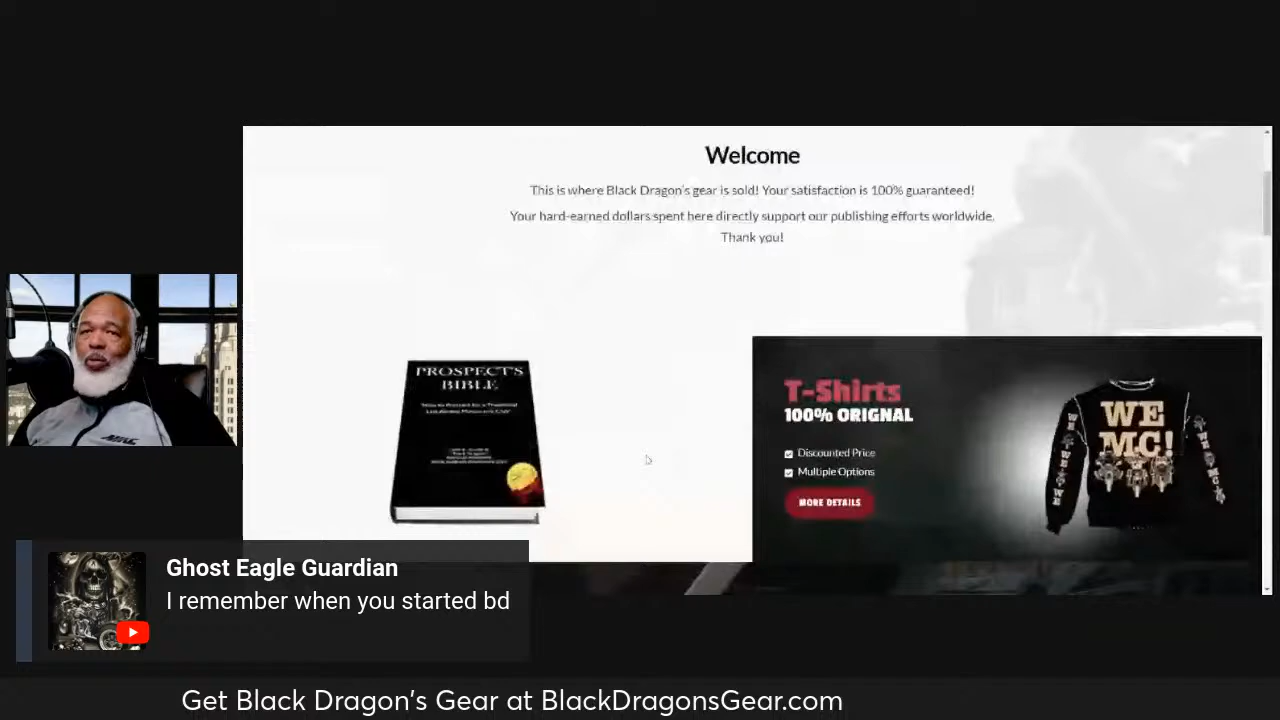 Welcome
This is where Black Dragon's gear is sold! Your satisfaction is 100% guaranteed!
Your hard-earned dollars spent here directly support our publishing efforts worldwide.
Thank you!
PROSPECT'S
BIBLE
T-Shirts
100% ORIGNAL
Discounted Price
Multiple Options
MORE DETAILS
WE
MC!
Ghost Eagle Guardian
I remember when you started bd
Get Black Dragon's Gear at BlackDragonsGear.com